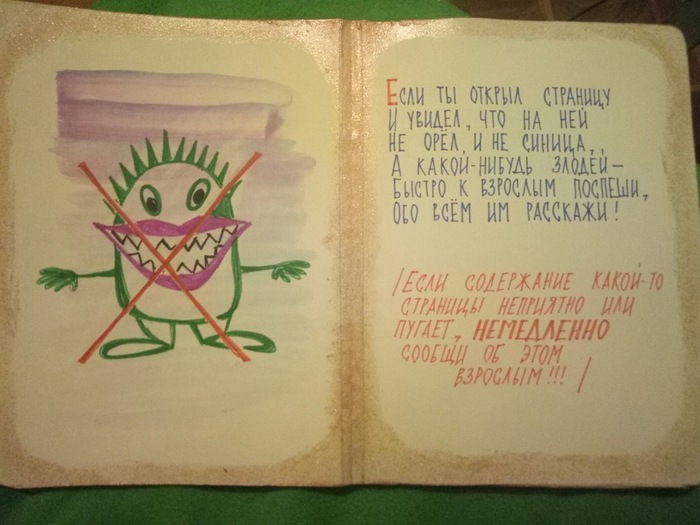 Если ты открыл страницу
и увидел, что на ней
не орёл, и не синица,
а какой-нибудь злодей —
быстро к взрослым поспеши,
обо всём им расскажи!
/Если содержание какой-то
страницы неприятно или
пугает, НЕМЕДЛЕННО
сообщи об этом
взрослым!!! /